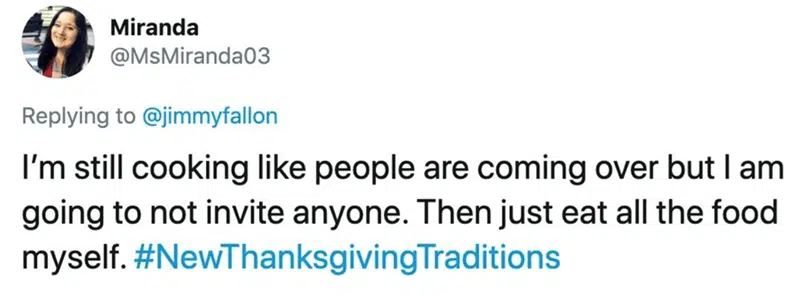 Miranda
@MsMiranda03
Replying to @jimmyfallon
I’m still cooking like people are coming over but I am
going to not invite anyone. Then just eat all the food
myself. #NewThanksgivingTraditions